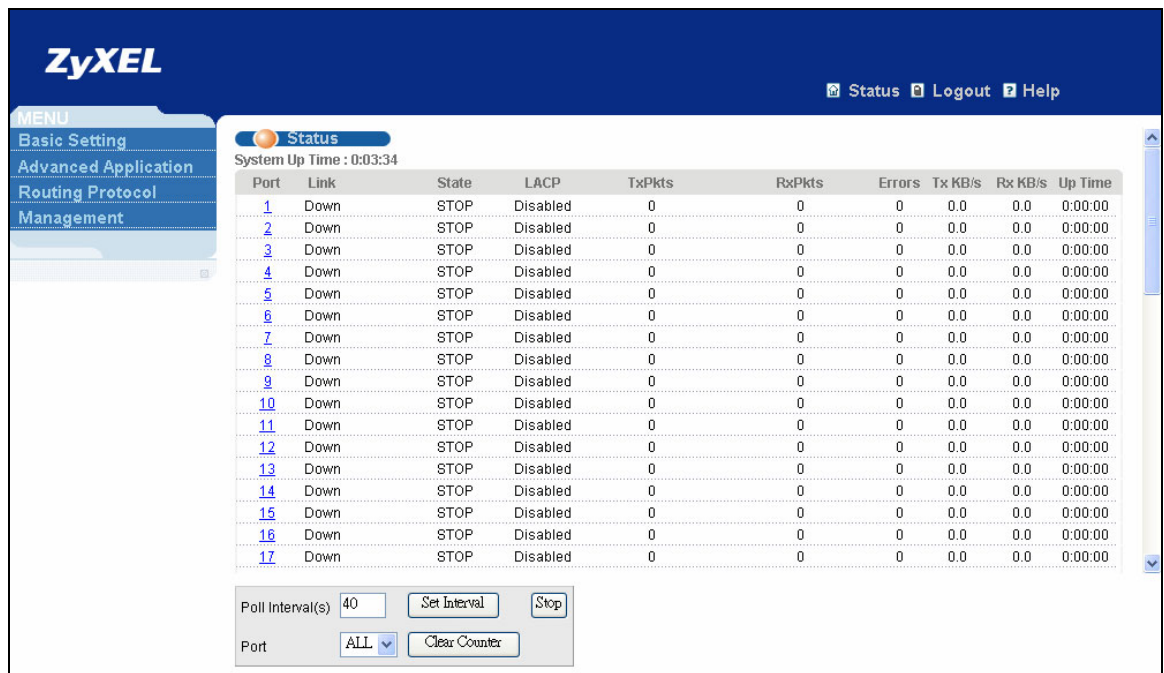 ZyXEL
Status Logout Help
MENU
Basic Setting
Advanced Application
Routing Protocol
Management
Status
System Up Time : 0:03:34
Port Link State LACP TxPkts RxPkts Errors Tx KB/s Rx KB/s Up Time
1 Down STOP Disabled 0 0 0 0.0 0.0 0:00:00
2 Down STOP Disabled 0 0 0 0.0 0.0 0:00:00
3 Down STOP Disabled 0 0 0 0.0 0.0 0:00:00
4 Down STOP Disabled 0 0 0 0.0 0.0 0:00:00
5 Down STOP Disabled 0 0 0 0.0 0.0 0:00:00
6 Down STOP Disabled 0 0 0 0.0 0.0 0:00:00
7 Down STOP Disabled 0 0 0 0.0 0.0 0:00:00
8 Down STOP Disabled 0 0 0 0.0 0.0 0:00:00
9 Down STOP Disabled 0 0 0 0.0 0.0 0:00:00
10 Down STOP Disabled 0 0 0 0.0 0.0 0:00:00
11 Down STOP Disabled 0 0 0 0.0 0.0 0:00:00
12 Down STOP Disabled 0 0 0 0.0 0.0 0:00:00
13 Down STOP Disabled 0 0 0 0.0 0.0 0:00:00
14 Down STOP Disabled 0 0 0 0.0 0.0 0:00:00
15 Down STOP Disabled 0 0 0 0.0 0.0 0:00:00
16 Down STOP Disabled 0 0 0 0.0 0.0 0:00:00
17 Down STOP Disabled 0 0 0 0.0 0.0 0:00:00
Poll Interval(s) 40 Set Interval Stop
Port ALL Clear Counter